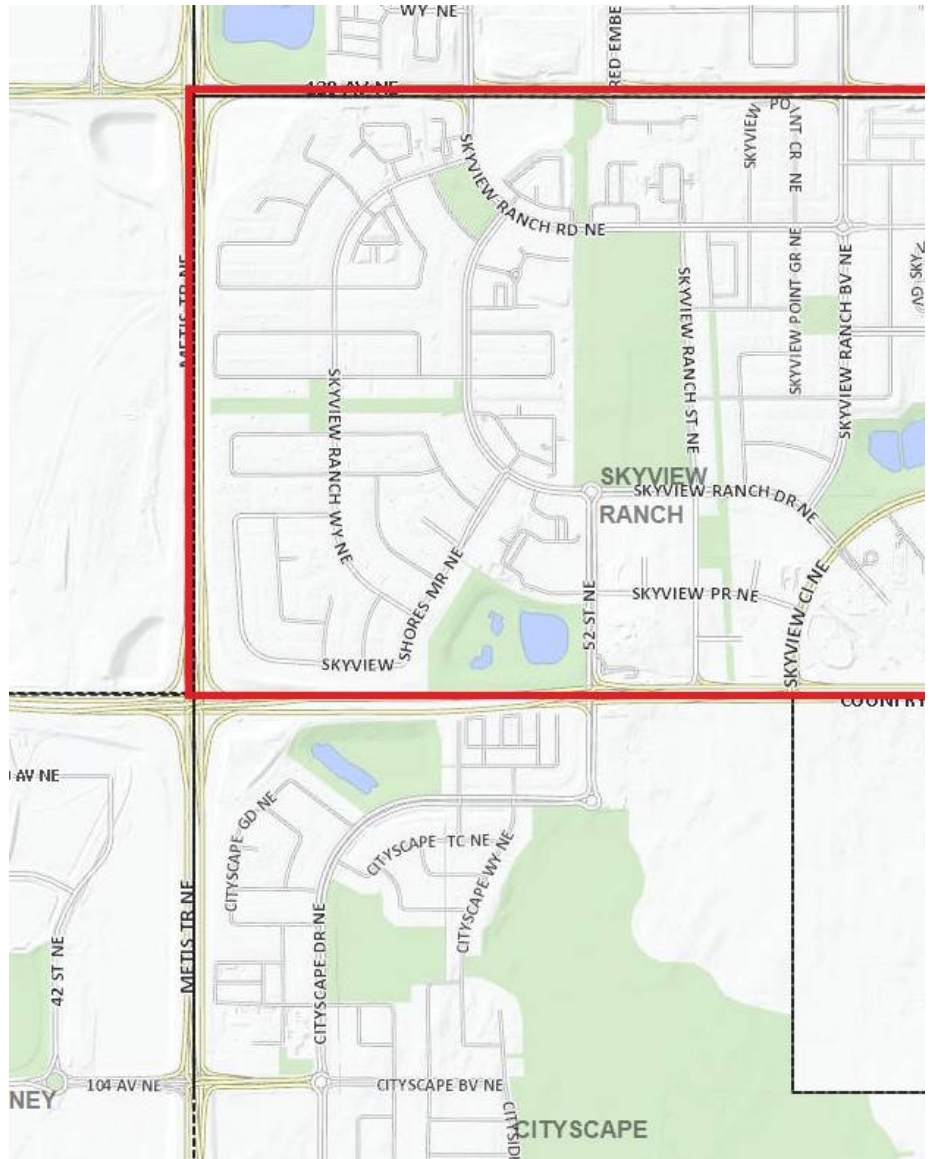 WY NE
RED EMBE
128 AV NE
SKYVIEW
POINT CR NE
SKYVIEW RANCH RD NE
METIS TR NE
SKYVIEW POINT GR NE
SKYVIEW RANCH BV NE
SKYVIEW RANCH ST NE
SKYVIEW RANCH WY NE
SKYVIEW
RANCH
SKYVIEW RANCH DR NE
SHORES MR NE
SKYVIEW
52 ST NE
SKYVIEW PR NE
SKYVIEW CI NE
COUNTRY
AV NE
CITYSCAPE GD NE
CITYSCAPE TC NE
CITYSCAPE WY NE
METIS TR NE
42 ST NE
CITYSCAPE DR NE
104 AV NE
CITYSCAPE BV NE
NEY
CITYSID
CITYSCAPE